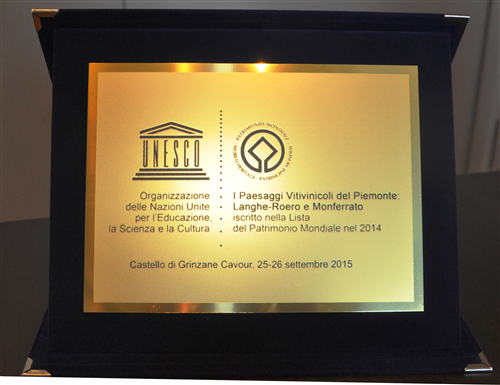 UNESCO
PATRIMONIO MONDIALE
WORLD HERITAGE
PATRIMOINE MONDIAL
Organizzazione
delle Nazioni Unite
per l'Educazione,
la Scienza e la Cultura
I Paesaggi Vitivinicoli del Piemonte:
Langhe-Roero e Monferrato
iscritto nella Lista
del Patrimonio Mondiale nel 2014
Castello di Grinzane Cavour, 25-26 settembre 2015